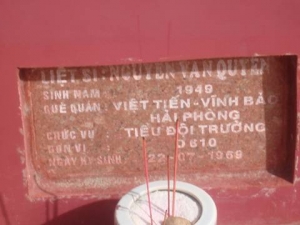 LIỆT SĨ: NGUYỄN VĂN QUYỀN
SINH NĂM : 1949
QUÊ QUÁN : VIỆT TIẾN - VĨNH BẢO
HẢI PHÒNG
CHỨC VỤ : TIỂU ĐỘI TRƯỞNG
ĐƠN VỊ : D 810
NGÀY HY SINH : 22-07-1969